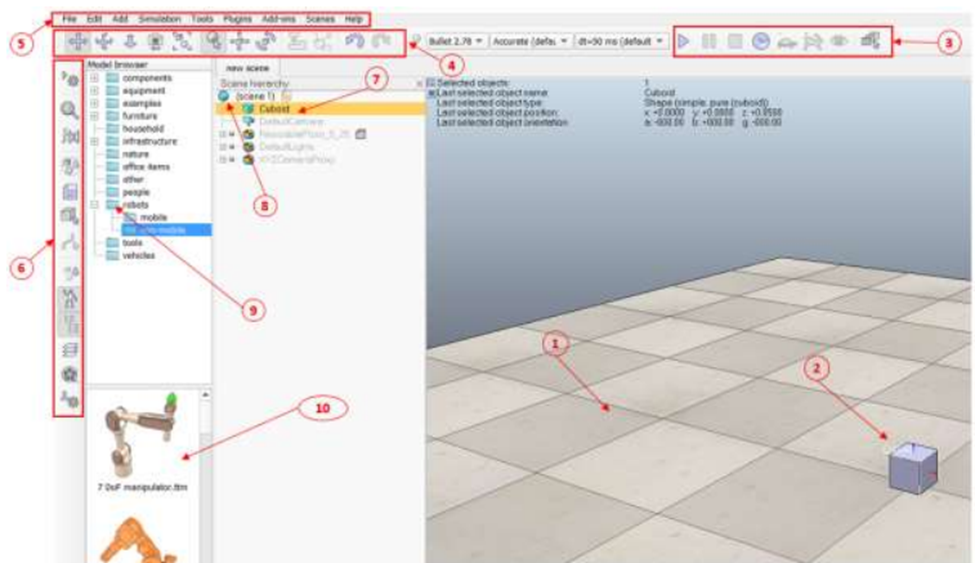 File Edit Add Simulation Tools Plugins Add-ons Scenes Help
5
Bullet 2.78 Accurate (defau dt=50 ms (default
3
4
Model browser
components
equipment
examples
furniture
household
infrastructure
nature
office items
other
people
robots
mobile
non-mobile
tools
vehicles
6
9
10
7 DoF manipulator.ttm
new scene
Scene hierarchy
7
(scene 1)
Cuboid
DefaultCamera
DefaultLights
XYZCameraProxy
8
Selected objects: 1
Last selected object name: Cuboid
Last selected object type: Shape (simple, pure (cuboid))
Last selected object position: x: +0.0000 y: +0.0000 z: +0.0500
Last selected object orientation: a: -000.00 b: +000.00 g: -000.00
1
2